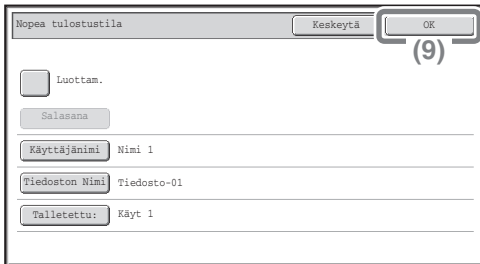 Nopea tulostustila
Keskeytä
OK
(9)
Luottam.
Salasana
Käyttäjänimi Nimi 1
Tiedoston Nimi Tiedosto-01
Talletettu: Käyt 1